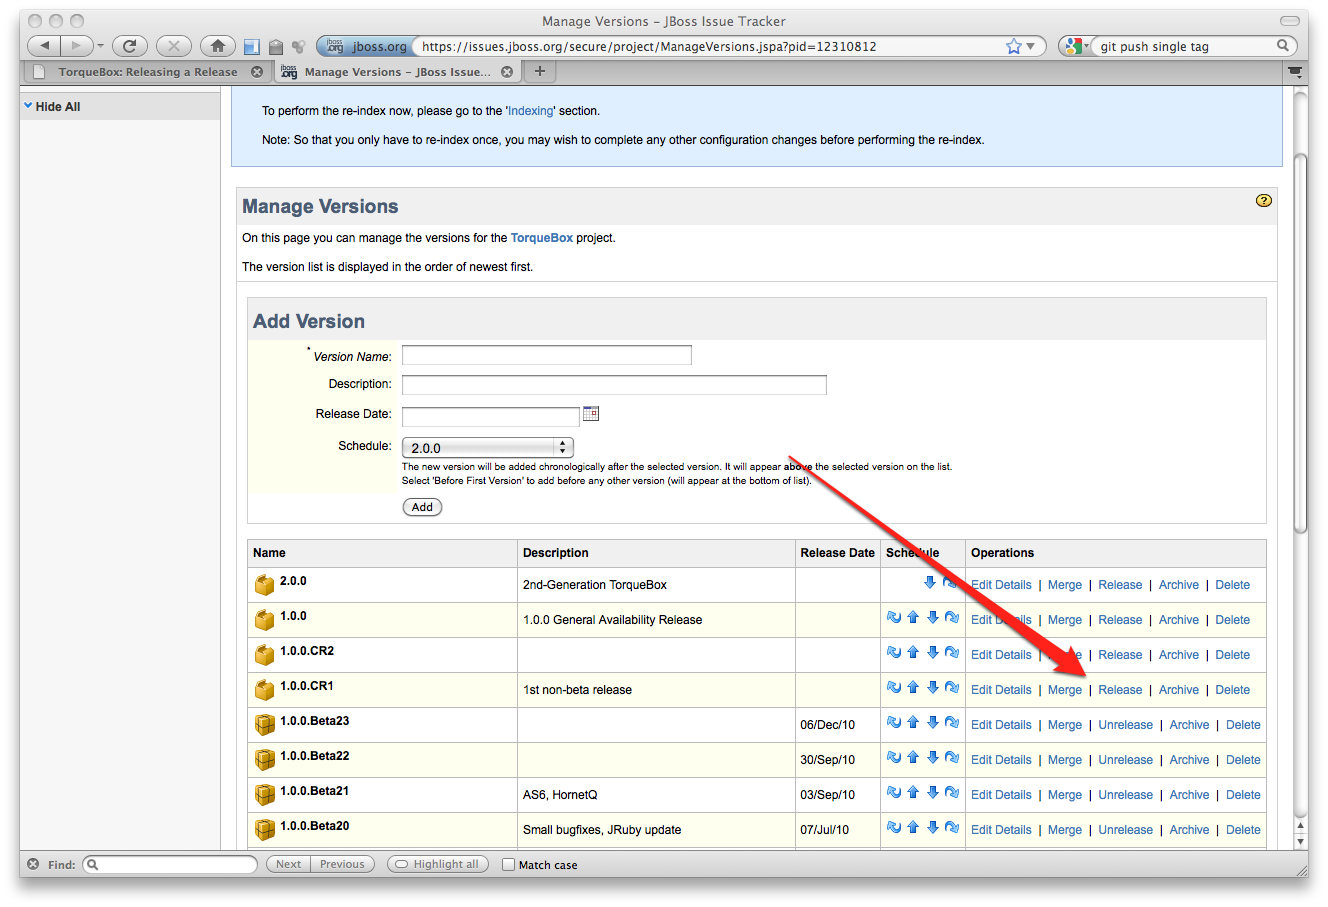 Manage Versions – JBoss Issue Tracker
jboss.org https://issues.jboss.org/secure/project/ManageVersions.jspa?pid=12310812 git push single tag
TorqueBox: Releasing a Release Manage Versions – JBoss Issue...
Hide All
To perform the re-index now, please go to the 'Indexing' section.
Note: So that you only have to re-index once, you may wish to complete any other configuration changes before performing the re-index.
Manage Versions ?
On this page you can manage the versions for the TorqueBox project.
The version list is displayed in the order of newest first.
Add Version
* Version Name:
Description:
Release Date:
Schedule: 2.0.0
The new version will be added chronologically after the selected version. It will appear above the selected version on the list.
Select 'Before First Version' to add before any other version (will appear at the bottom of list).
Add
Name Description Release Date Schedule Operations
2.0.0 2nd-Generation TorqueBox Edit Details | Merge | Release | Archive | Delete
1.0.0 1.0.0 General Availability Release Edit Details | Merge | Release | Archive | Delete
1.0.0.CR2 Edit Details | Merge | Release | Archive | Delete
1.0.0.CR1 1st non-beta release Edit Details | Merge | Release | Archive | Delete
1.0.0.Beta23 06/Dec/10 Edit Details | Merge | Unrelease | Archive | Delete
1.0.0.Beta22 30/Sep/10 Edit Details | Merge | Unrelease | Archive | Delete
1.0.0.Beta21 AS6, HornetQ 03/Sep/10 Edit Details | Merge | Unrelease | Archive | Delete
1.0.0.Beta20 Small bugfixes, JRuby update 07/Jul/10 Edit Details | Merge | Unrelease | Archive | Delete
Find: Next Previous Highlight all Match case